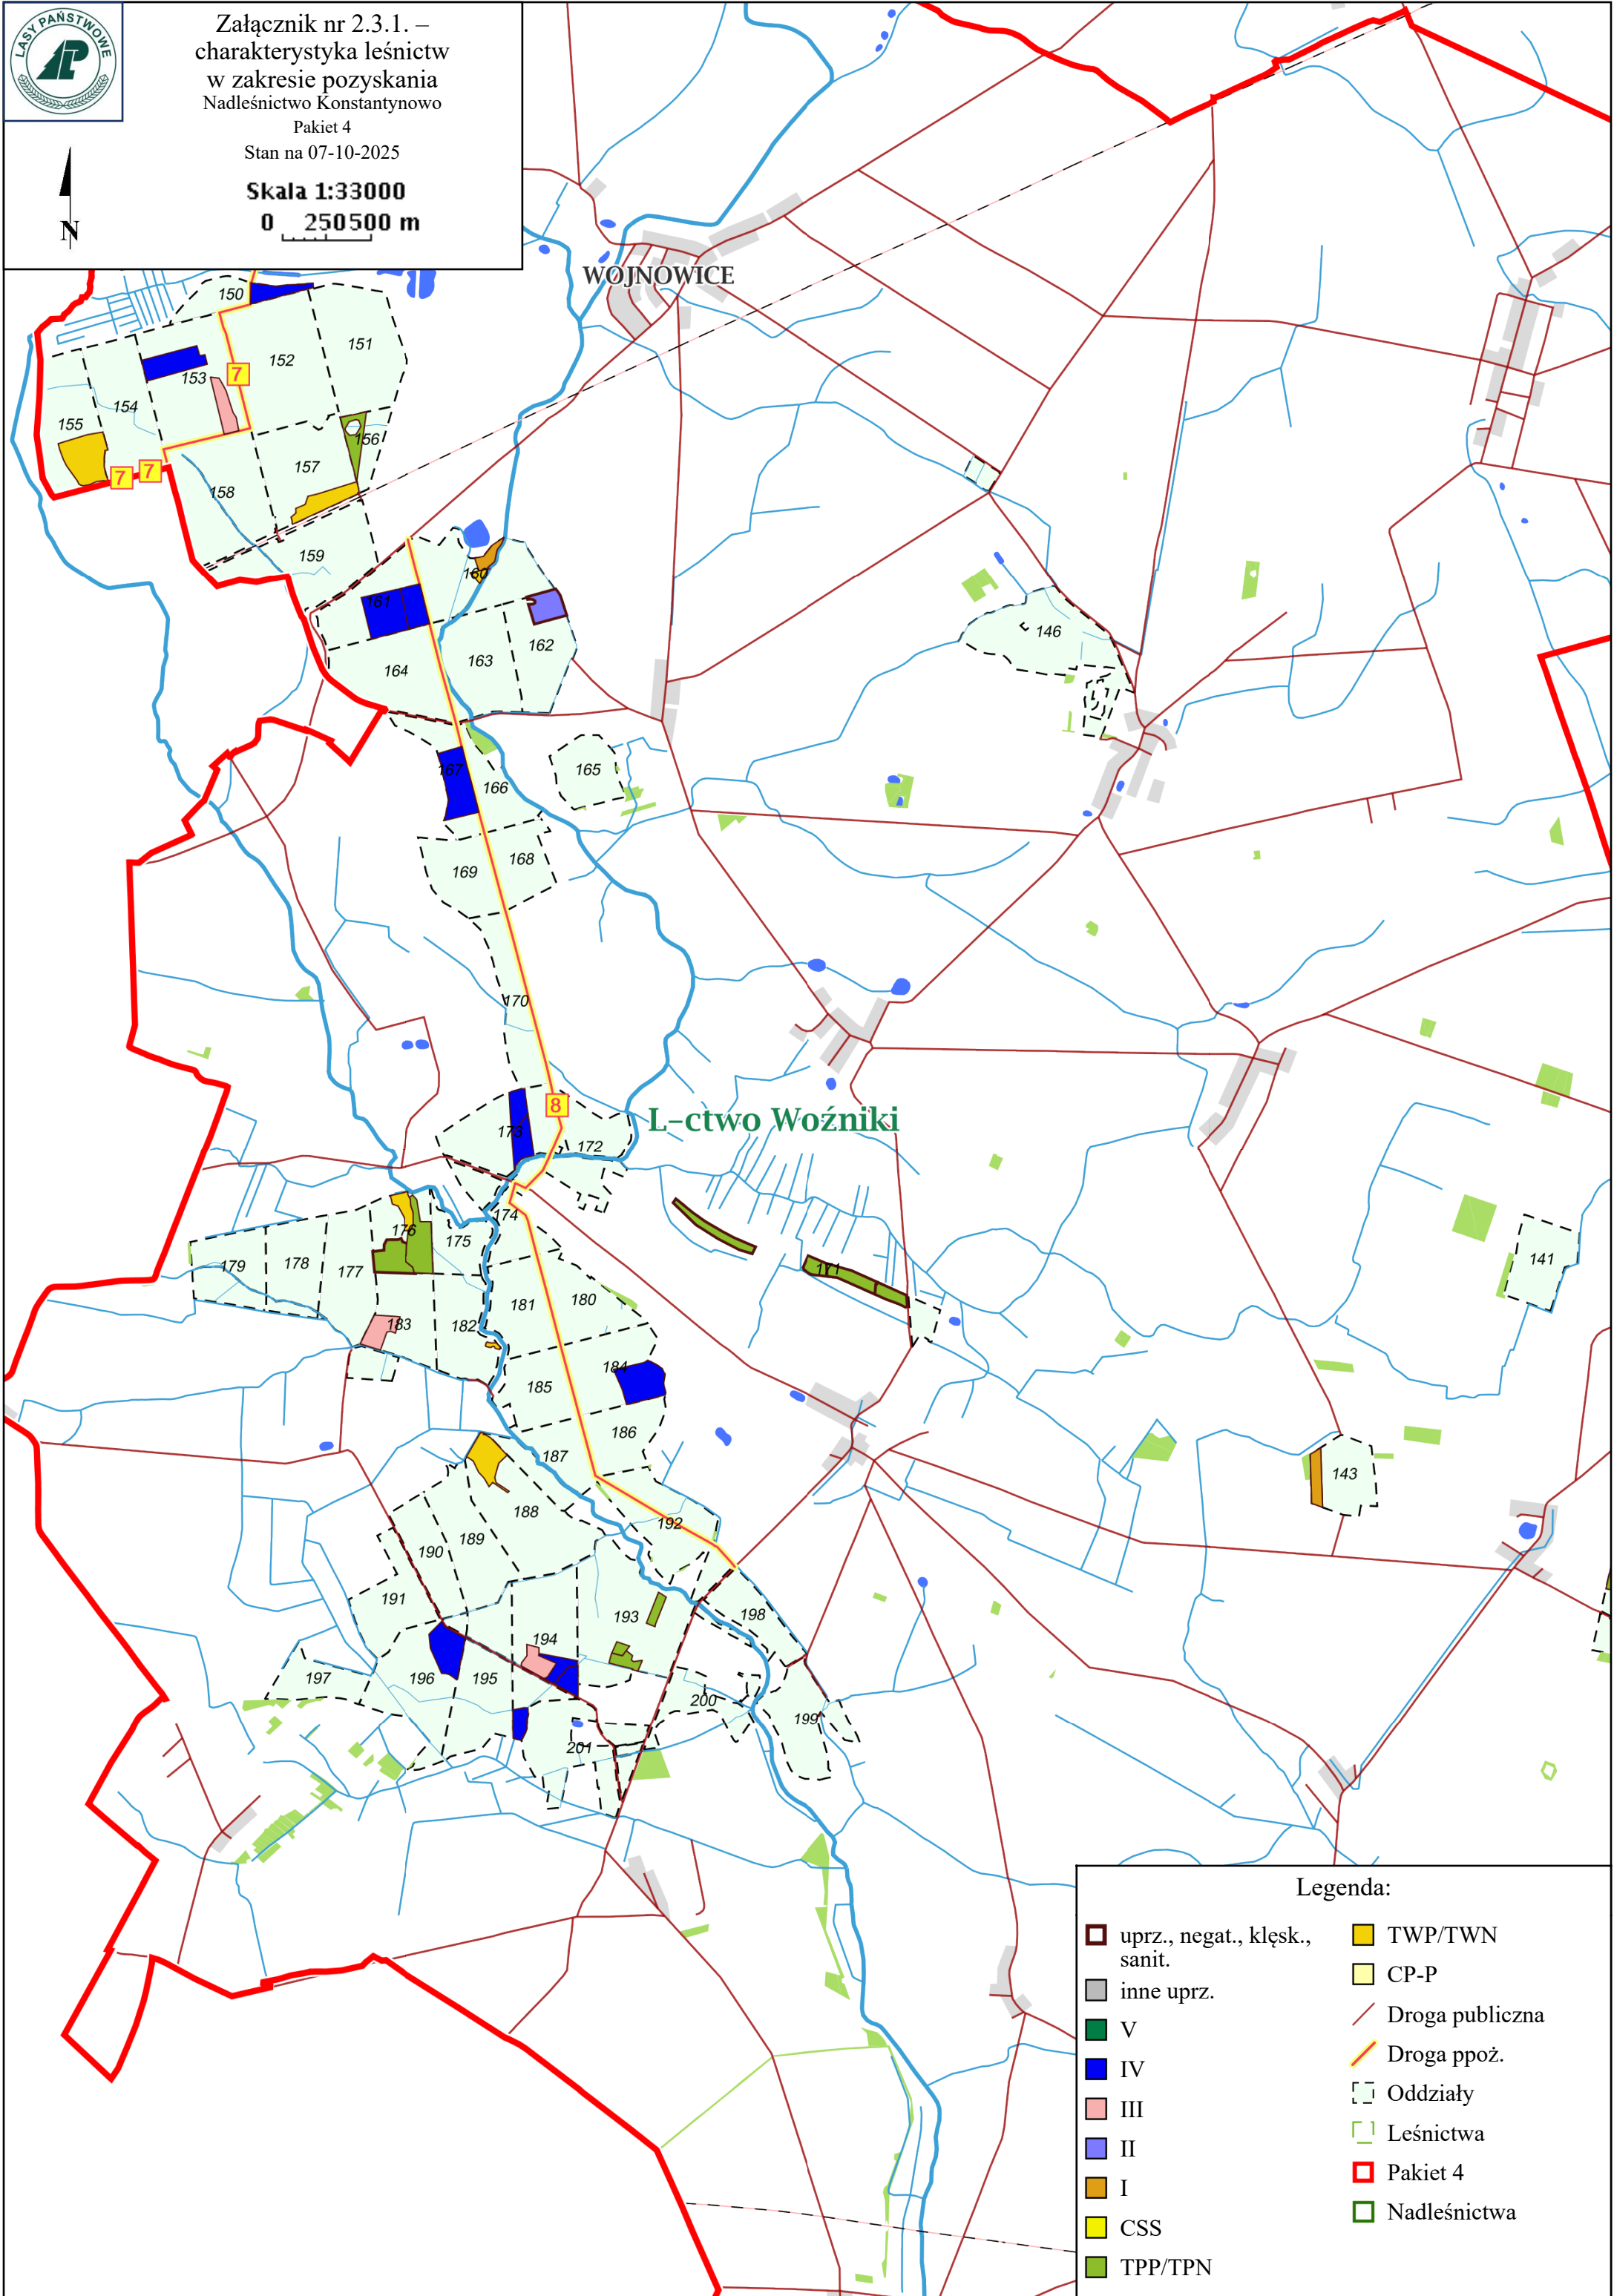 LASY PAŃSTWOWE
LP
Załącznik nr 2.3.1. –
charakterystyka leśnictw
w zakresie pozyskania
Nadleśnictwo Konstantynowo
Pakiet 4
Stan na 07-10-2025
Skala 1:33000
0 250500 m
N
WOJNOWICE
150
151
152
153
7
154
155
156
157
7 7
158
159
160
161
162
163
164
146
165
166
167
168
169
170
8
L-ctwo Woźniki
173
172
174
175
176
177
178
179
171
141
180
181
182
183
184
185
186
187
143
188
189
190
191
192
193
194
195
196
197
198
199
200
201
Legenda:
uprz., negat., klęsk.,
sanit.
inne uprz.
V
IV
III
II
I
CSS
TPP/TPN
TWP/TWN
CP-P
Droga publiczna
Droga ppoż.
Oddziały
Leśnictwa
Pakiet 4
Nadleśnictwa